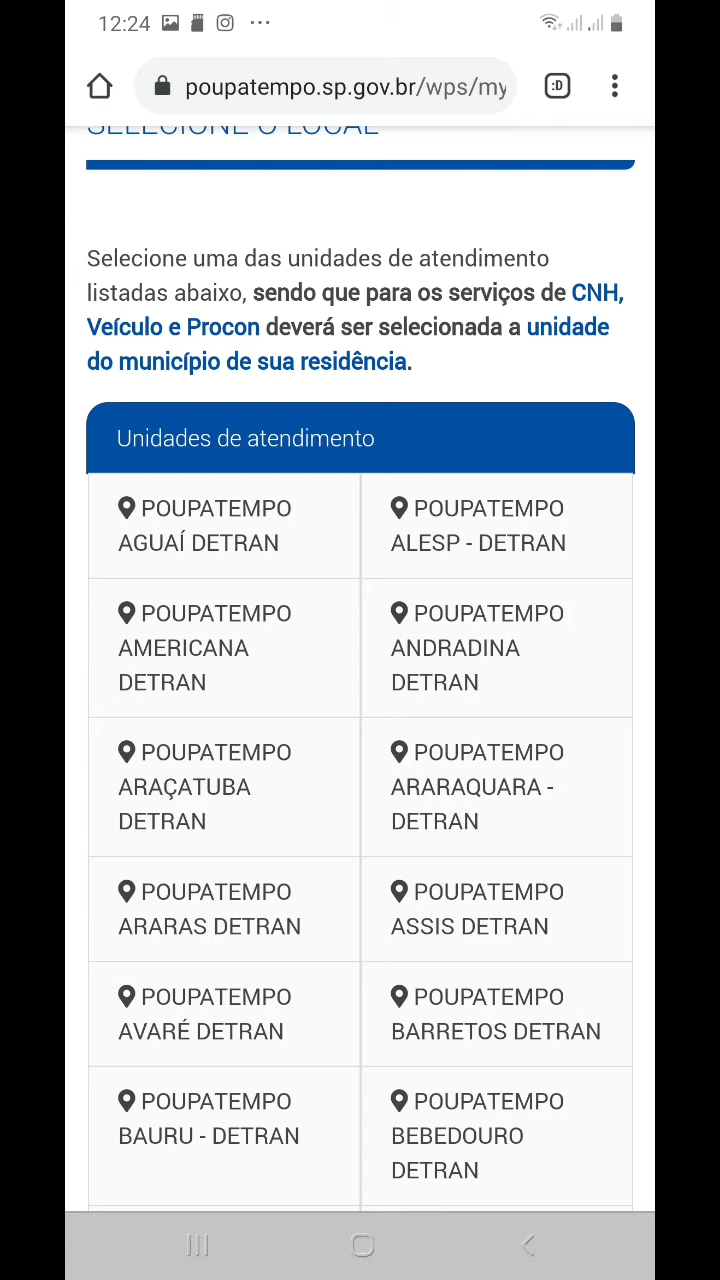 12:24
poupatempo.sp.gov.br/wps/my
:D
SELECIONE O LOCAL
Selecione uma das unidades de atendimento
listadas abaixo, sendo que para os serviços de CNH,
Veículo e Procon deverá ser selecionada a unidade
do município de sua residência.
Unidades de atendimento
POUPATEMPO
AGUAÍ DETRAN
POUPATEMPO
ALESP - DETRAN
POUPATEMPO
AMERICANA
DETRAN
POUPATEMPO
ANDRADINA
DETRAN
POUPATEMPO
ARAÇATUBA
DETRAN
POUPATEMPO
ARARAQUARA -
DETRAN
POUPATEMPO
ARARAS DETRAN
POUPATEMPO
ASSIS DETRAN
POUPATEMPO
AVARÉ DETRAN
POUPATEMPO
BARRETOS DETRAN
POUPATEMPO
BAURU - DETRAN
POUPATEMPO
BEBEDOURO
DETRAN